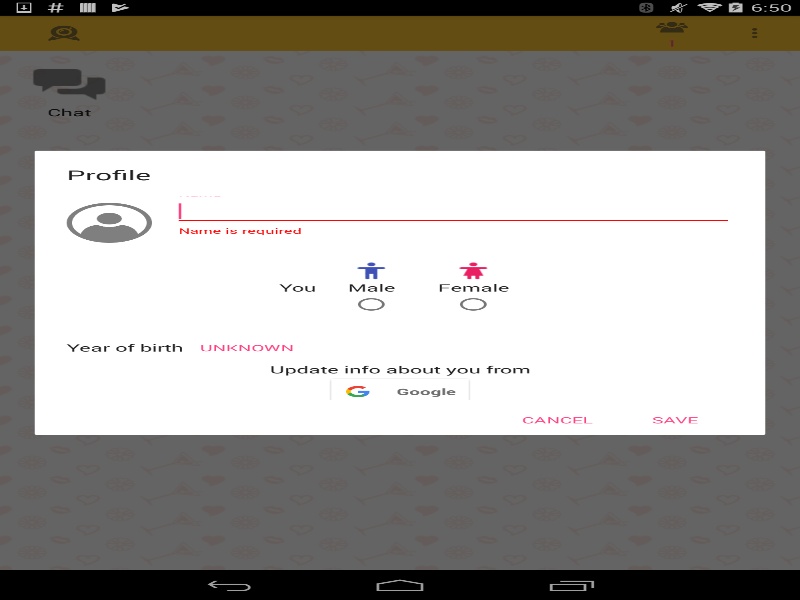 6:50
Chat
Profile
Name is required
You Male Female
Year of birth UNKNOWN
Update info about you from
Google
CANCEL SAVE